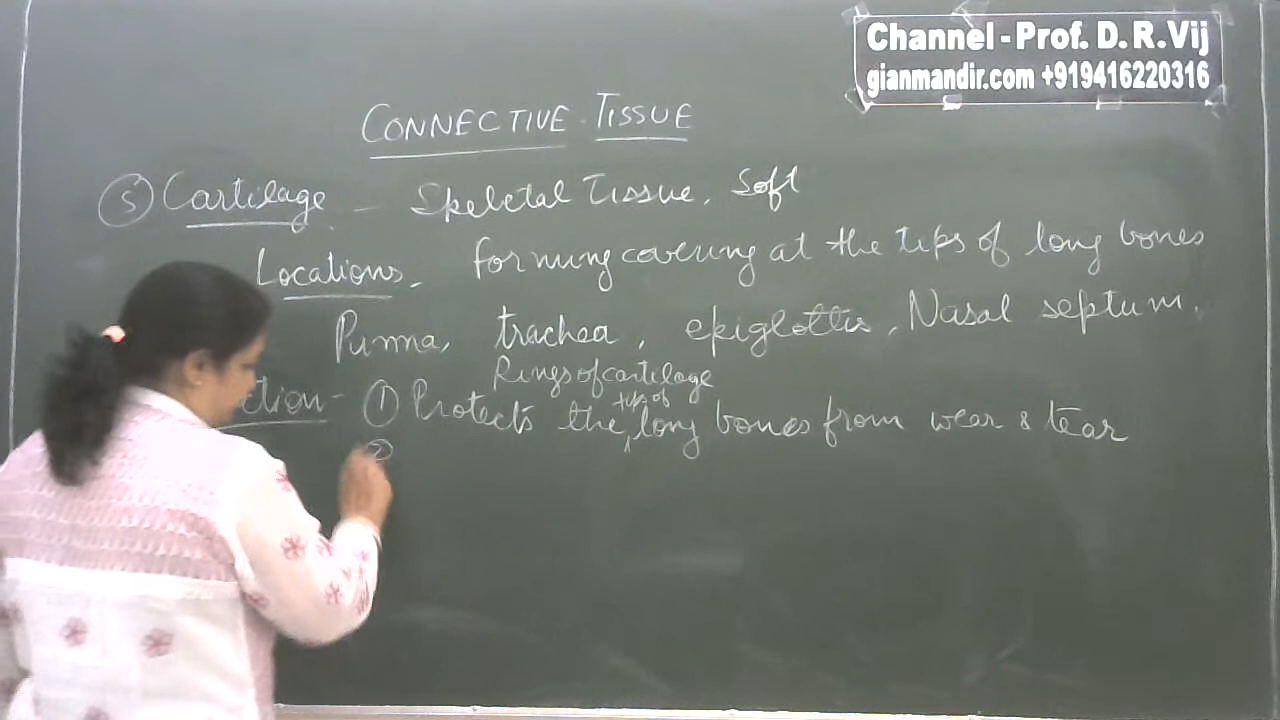 Channel - Prof. D. R. Vij
gianmandir.com +919416220316
CONNECTIVE TISSUE
⑤ Cartilage - Skeletal Tissue, Soft
Locations, forming covering at the tips of long bones
Pinna, trachea, epiglottis, Nasal septum.
Rings of cartilage
ction - ① Protects the tips of long bones from wear & tear
②